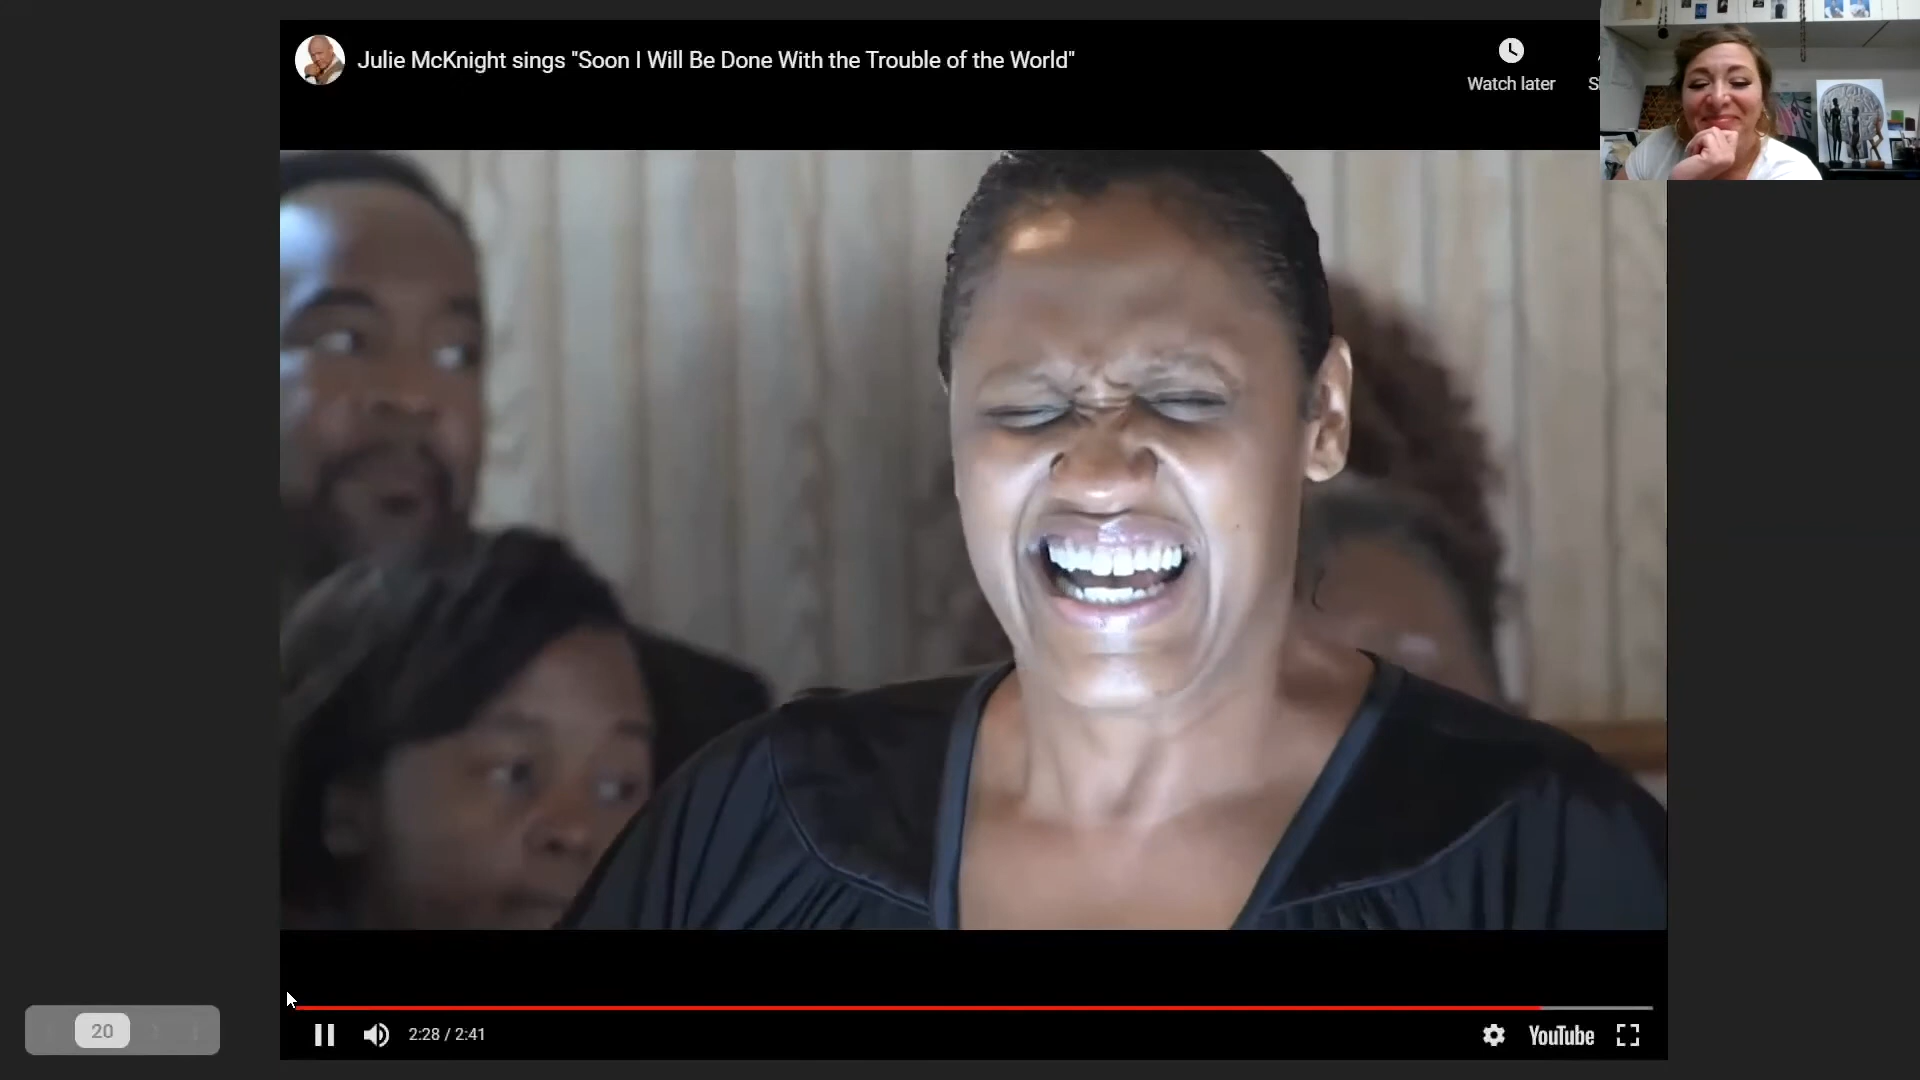 Julie McKnight sings "Soon I Will Be Done With the Trouble of the World"
Watch later
20
2:28 / 2:41
YouTube